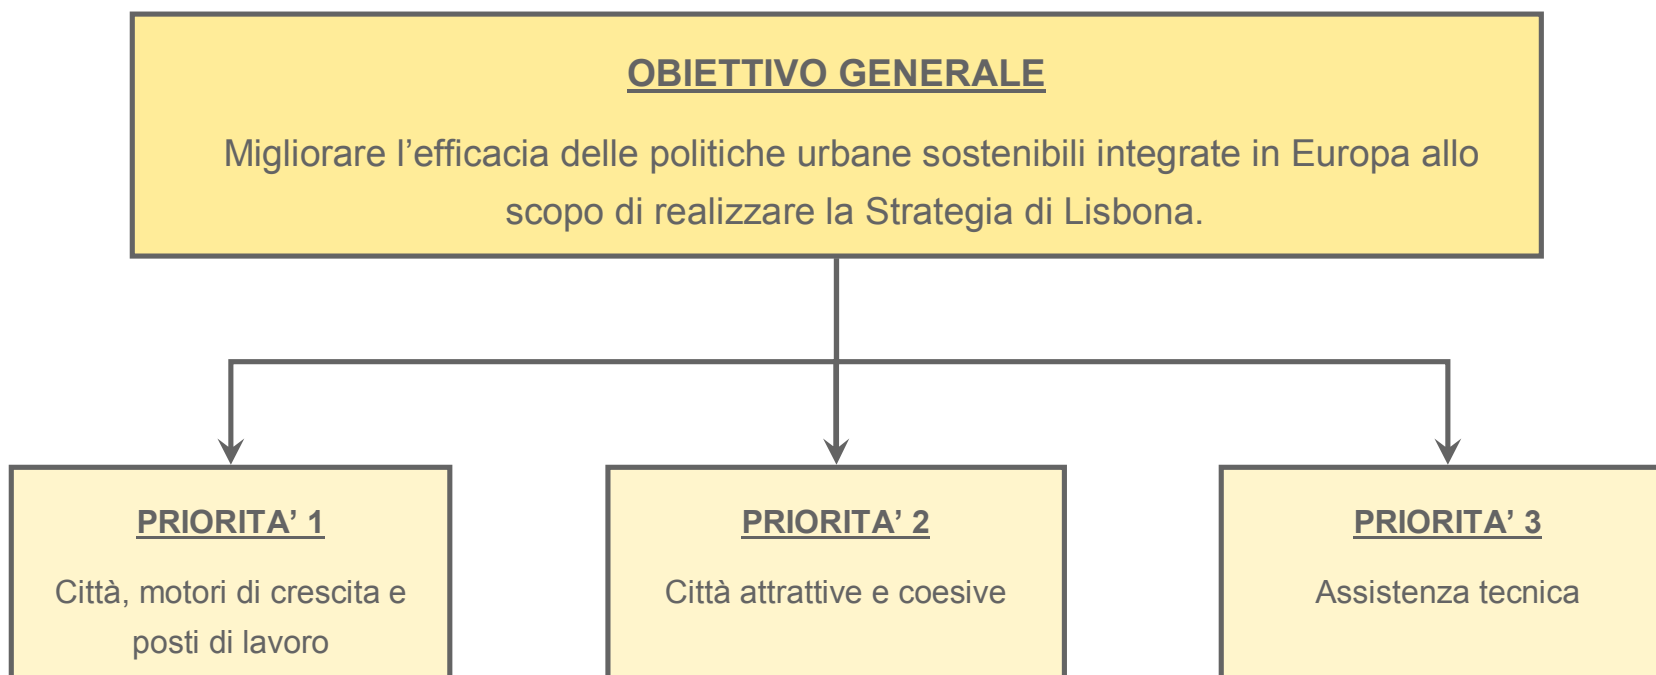 OBIETTIVO GENERALE
Migliorare l’efficacia delle politiche urbane sostenibili integrate in Europa allo
scopo di realizzare la Strategia di Lisbona.
PRIORITA’ 1
Città, motori di crescita e
posti di lavoro
PRIORITA’ 2
Città attrattive e coesive
PRIORITA’ 3
Assistenza tecnica